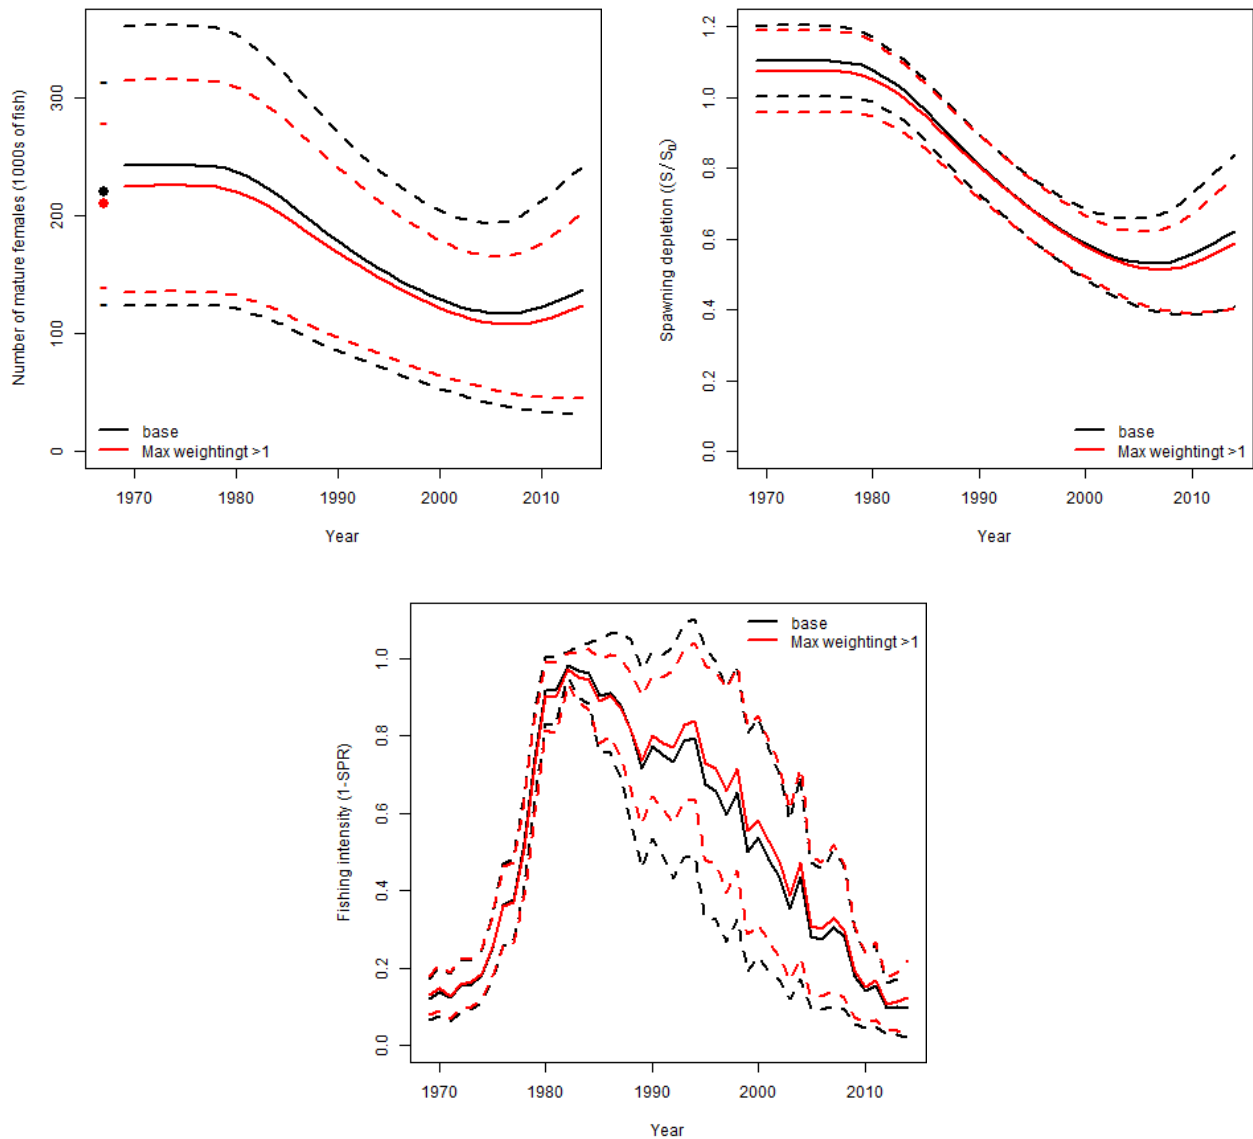 Number of mature females (1000s of fish)
300
200
100
0
base
Max weightingt >1
1970 1980 1990 2000 2010
Year
Spawning depletion ((S/S0)
1.2
1.0
0.8
0.6
0.4
0.2
0.0
base
Max weightingt >1
1970 1980 1990 2000 2010
Year
Fishing intensity (1-SPR)
1.0
0.8
0.6
0.4
0.2
0.0
base
Max weightingt >1
1970 1980 1990 2000 2010
Year